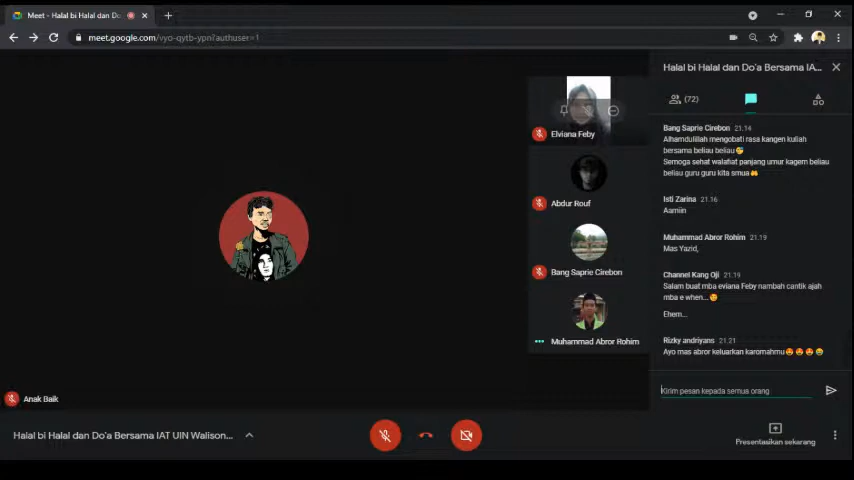 Meet - Halal bi Halal dan Do
meet.google.com/vyo-qytb-ypn?authuser=1
Halal bi Halal dan Do'a Bersama IA...
(72)
Elviana Feby
Abdur Rouf
Bang Saprie Cirebon
Muhammad Abror Rohim
Bang Saprie Cirebon 21.14
Alhamdulillah mengobati rasa kangen kuliah
bersama beliau beliau
Semoga sehat walafiat panjang umur kagem beliau
beliau guru guru kita smua
Isti Zarina 21.16
Aamiin
Muhammad Abror Rohim 21.19
Mas Yazid,
Channel Kang Oji 21.19
Salam buat mba eviana Feby nambah cantik ajah
mba e when...
Ehem...
Rizky andriyans 21.21
Ayo mas abror keluarkan karomahmu
Kirim pesan kepada semua orang
Anak Baik
Halal bi Halal dan Do'a Bersama IAT UIN Walison...
Presentasikan sekarang